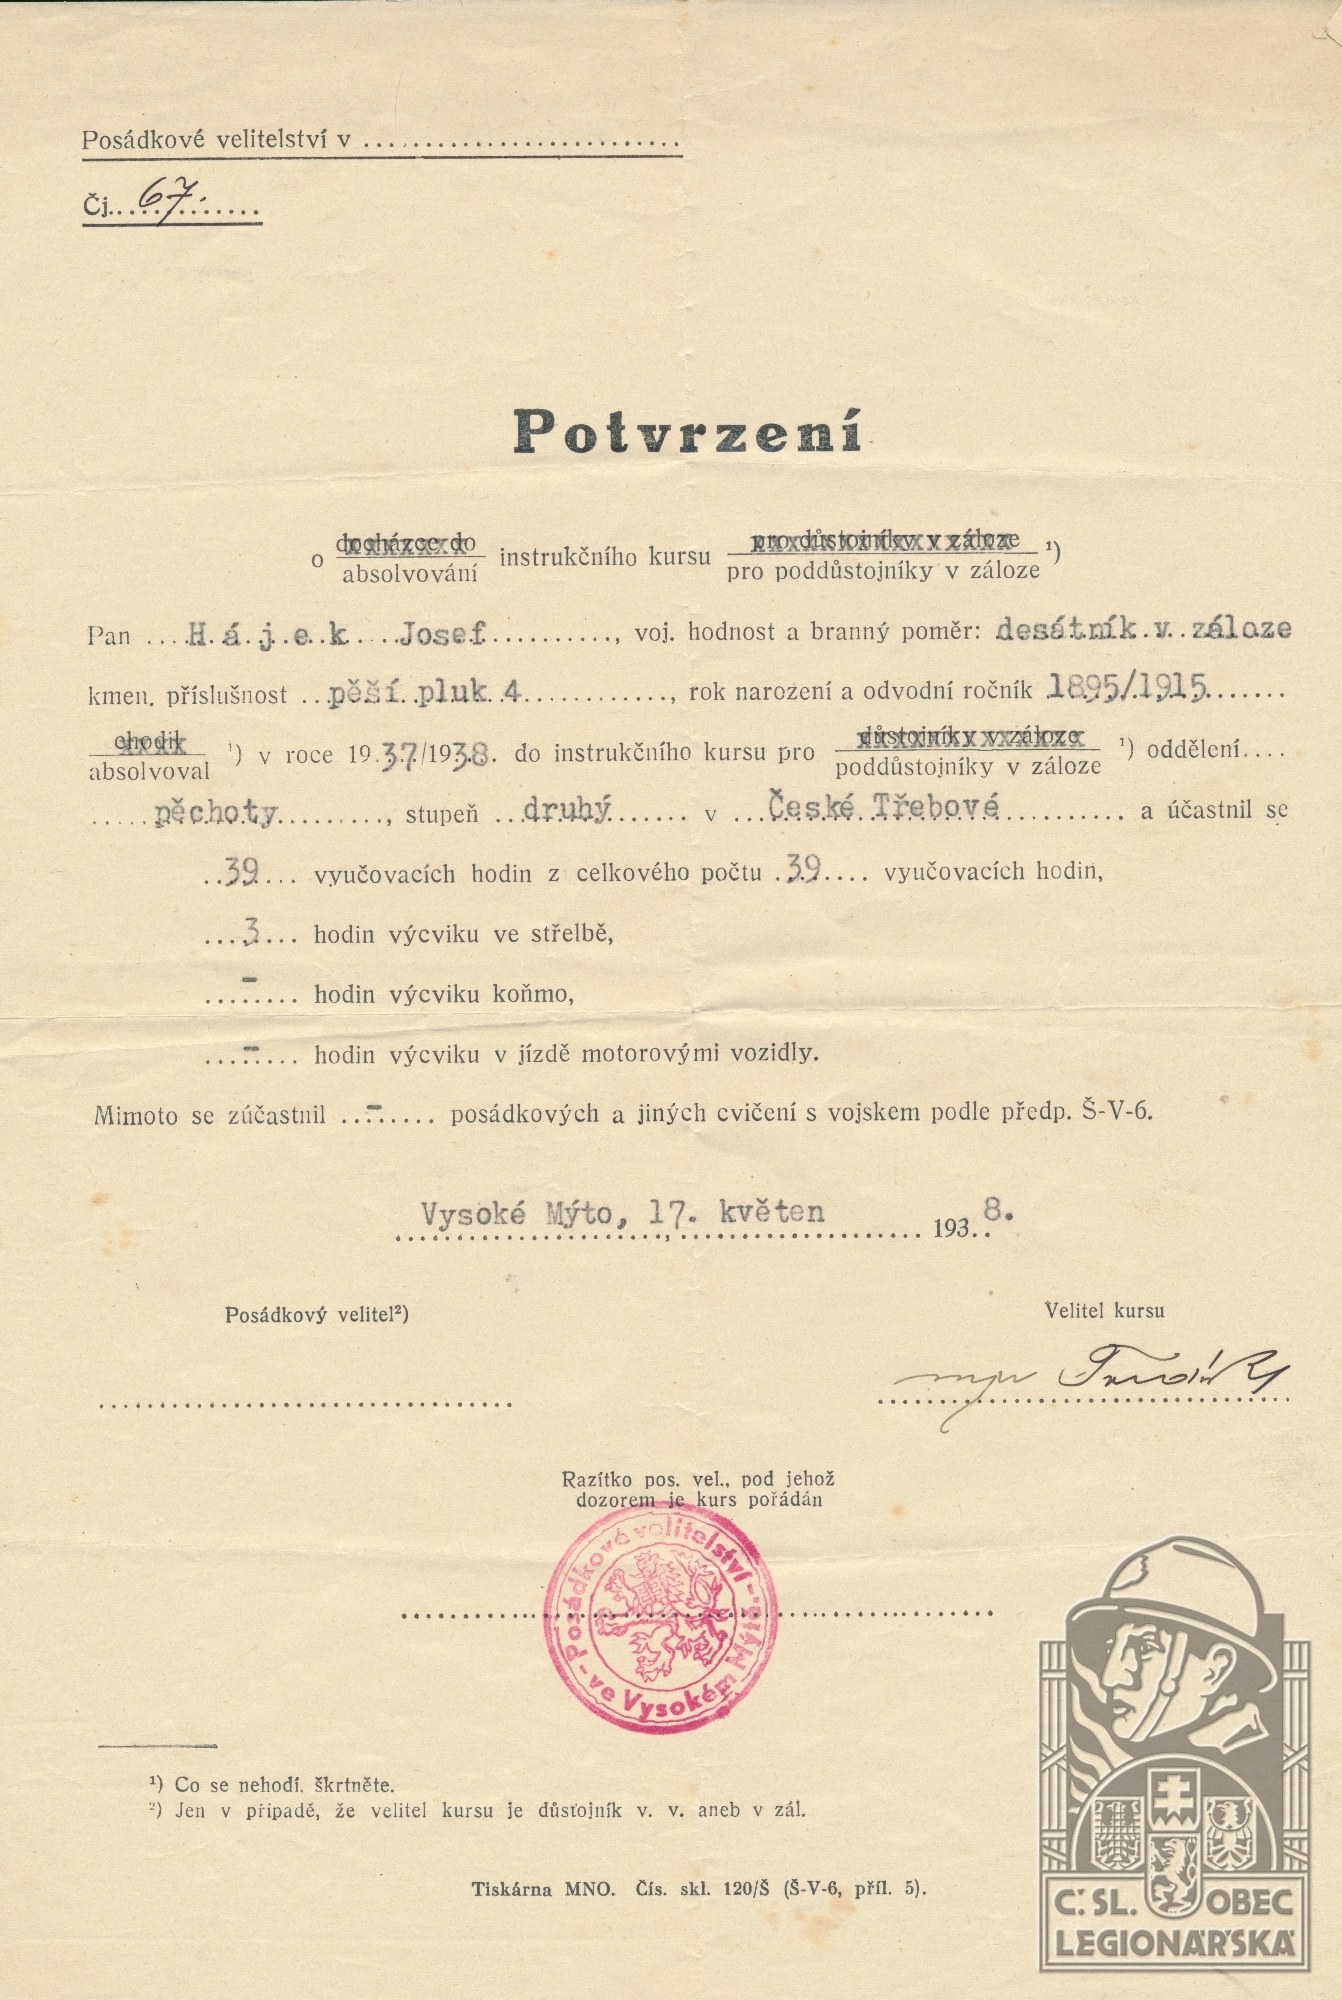 Posádkové velitelství v ..............................
Čj. 67.
Potvrzení
o docházce do absolvování instrukčního kursu pro důstojníky v záloze pro poddůstojníky v záloze ¹)
Pan ....H.á.j.e.k....Josef............, voj. hodnost a branný poměr: desátník v záloze
kmen. příslušnost ...pěší pluk 4............, rok narození a odvodní ročník 1895/1915.......
chodil absolvoval ¹) v roce 1937/1938. do instrukčního kursu pro důstojníky v záloze poddůstojníky v záloze ¹) oddělení....
.....pěchoty.........., stupeň ...druhý....... v ...České Třebové............ a účastnil se
..39.... vyučovacích hodin z celkového počtu .39.... vyučovacích hodin,
....3.... hodin výcviku ve střelbě,
....-.... hodin výcviku koňmo,
....-.... hodin výcviku v jízdě motorovými vozidly.
Mimoto se zúčastnil ...-..... posádkových a jiných cvičení s vojskem podle předp. Š-V-6.
Vysoké Mýto, 17. květen 1938.
Posádkový velitel²)
Velitel kursu
Razítko pos. vel., pod jehož
dozorem je kurs pořádán
Posádkové velitelství - ve Vysokém Mýtě. -
¹) Co se nehodí. škrtněte.
²) Jen v případě, že velitel kursu je důstojník v. v. aneb v zál.
Tiskárna MNO. Čís. skl. 120/Š (Š-V-6, příl. 5).
Č. SL. OBEC
LEGIONÁŘSKÁ